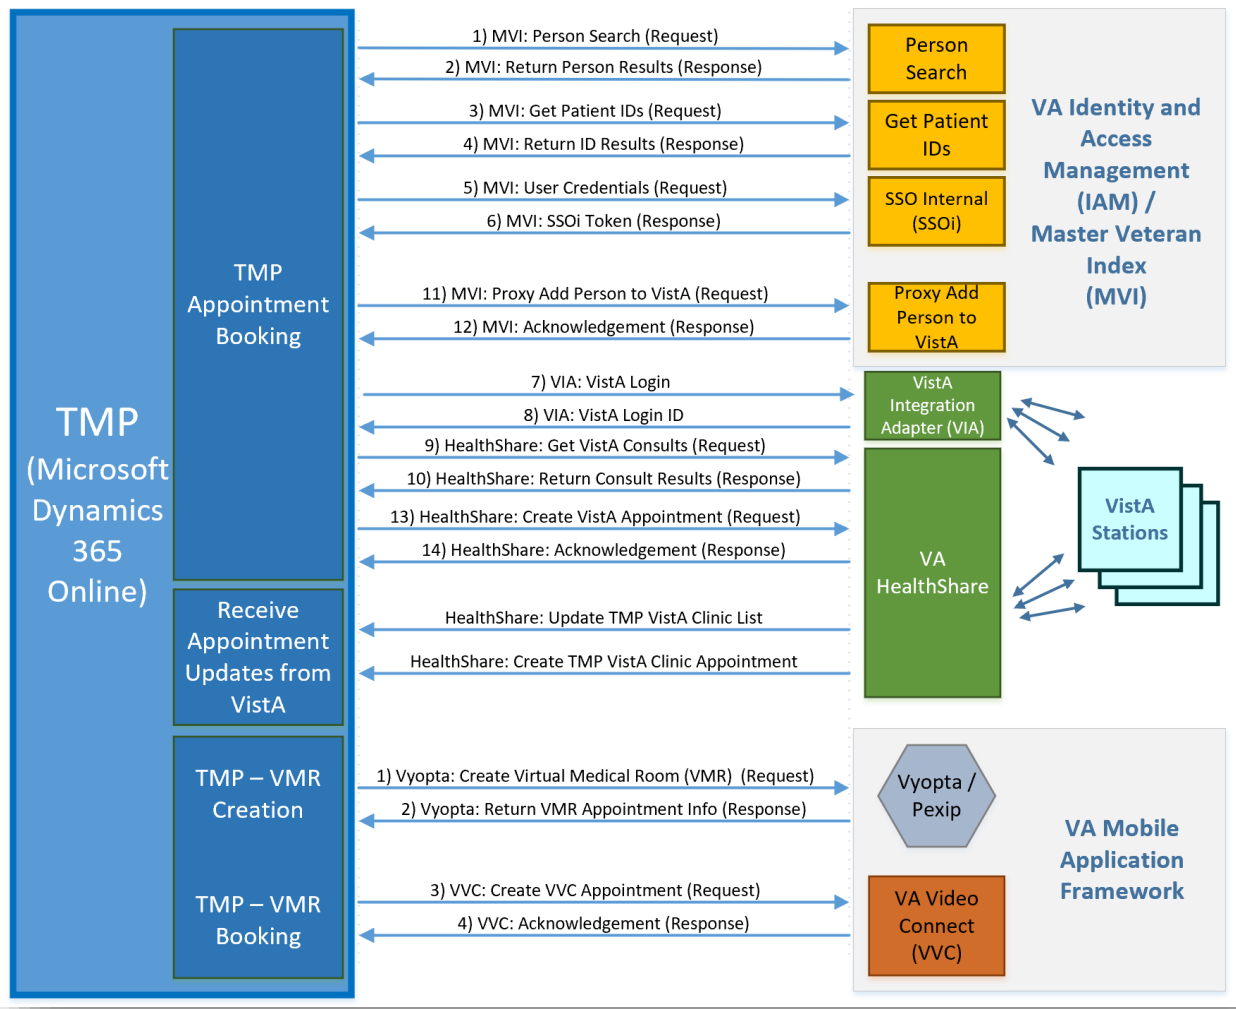 TMP
(Microsoft
Dynamics
365
Online)
TMP
Appointment
Booking
Receive
Appointment
Updates from
VistA
TMP – VMR
Creation
TMP – VMR
Booking
1) MVI: Person Search (Request)
2) MVI: Return Person Results (Response)
3) MVI: Get Patient IDs (Request)
4) MVI: Return ID Results (Response)
5) MVI: User Credentials (Request)
6) MVI: SSOi Token (Response)
11) MVI: Proxy Add Person to VistA (Request)
12) MVI: Acknowledgement (Response)
7) VIA: VistA Login
8) VIA: VistA Login ID
9) HealthShare: Get VistA Consults (Request)
10) HealthShare: Return Consult Results (Response)
13) HealthShare: Create VistA Appointment (Request)
14) HealthShare: Acknowledgement (Response)
HealthShare: Update TMP VistA Clinic List
HealthShare: Create TMP VistA Clinic Appointment
1) Vyopta: Create Virtual Medical Room (VMR) (Request)
2) Vyopta: Return VMR Appointment Info (Response)
3) VVC: Create VVC Appointment (Request)
4) VVC: Acknowledgement (Response)
Person
Search
Get Patient
IDs
SSO Internal
(SSOi)
Proxy Add
Person to
VistA
VA Identity and
Access
Management
(IAM) /
Master Veteran
Index
(MVI)
VistA
Integration
Adapter (VIA)
VA
HealthShare
VistA
Stations
Vyopta /
Pexip
VA Video
Connect
(VVC)
VA Mobile
Application
Framework